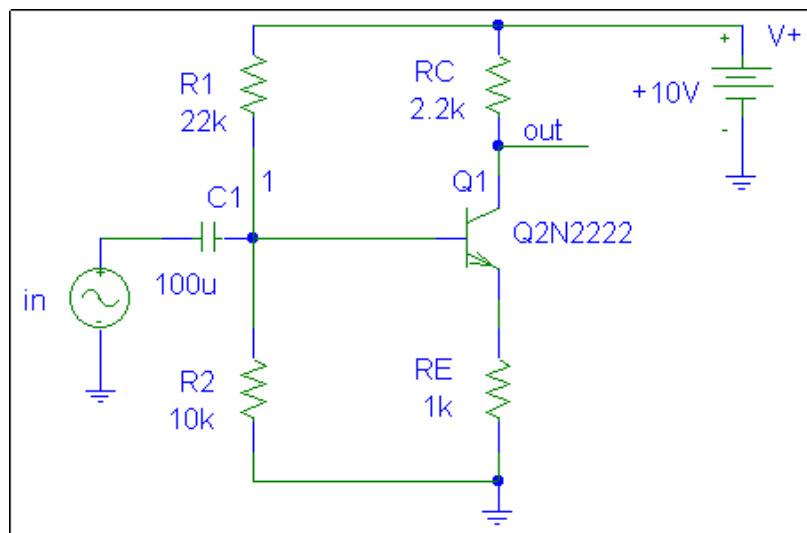 +
V+
R1
22k
RC
2.2k
+10V
-
out
C1
1
Q1
Q2N2222
+
100u
in
-
R2
10k
RE
1k